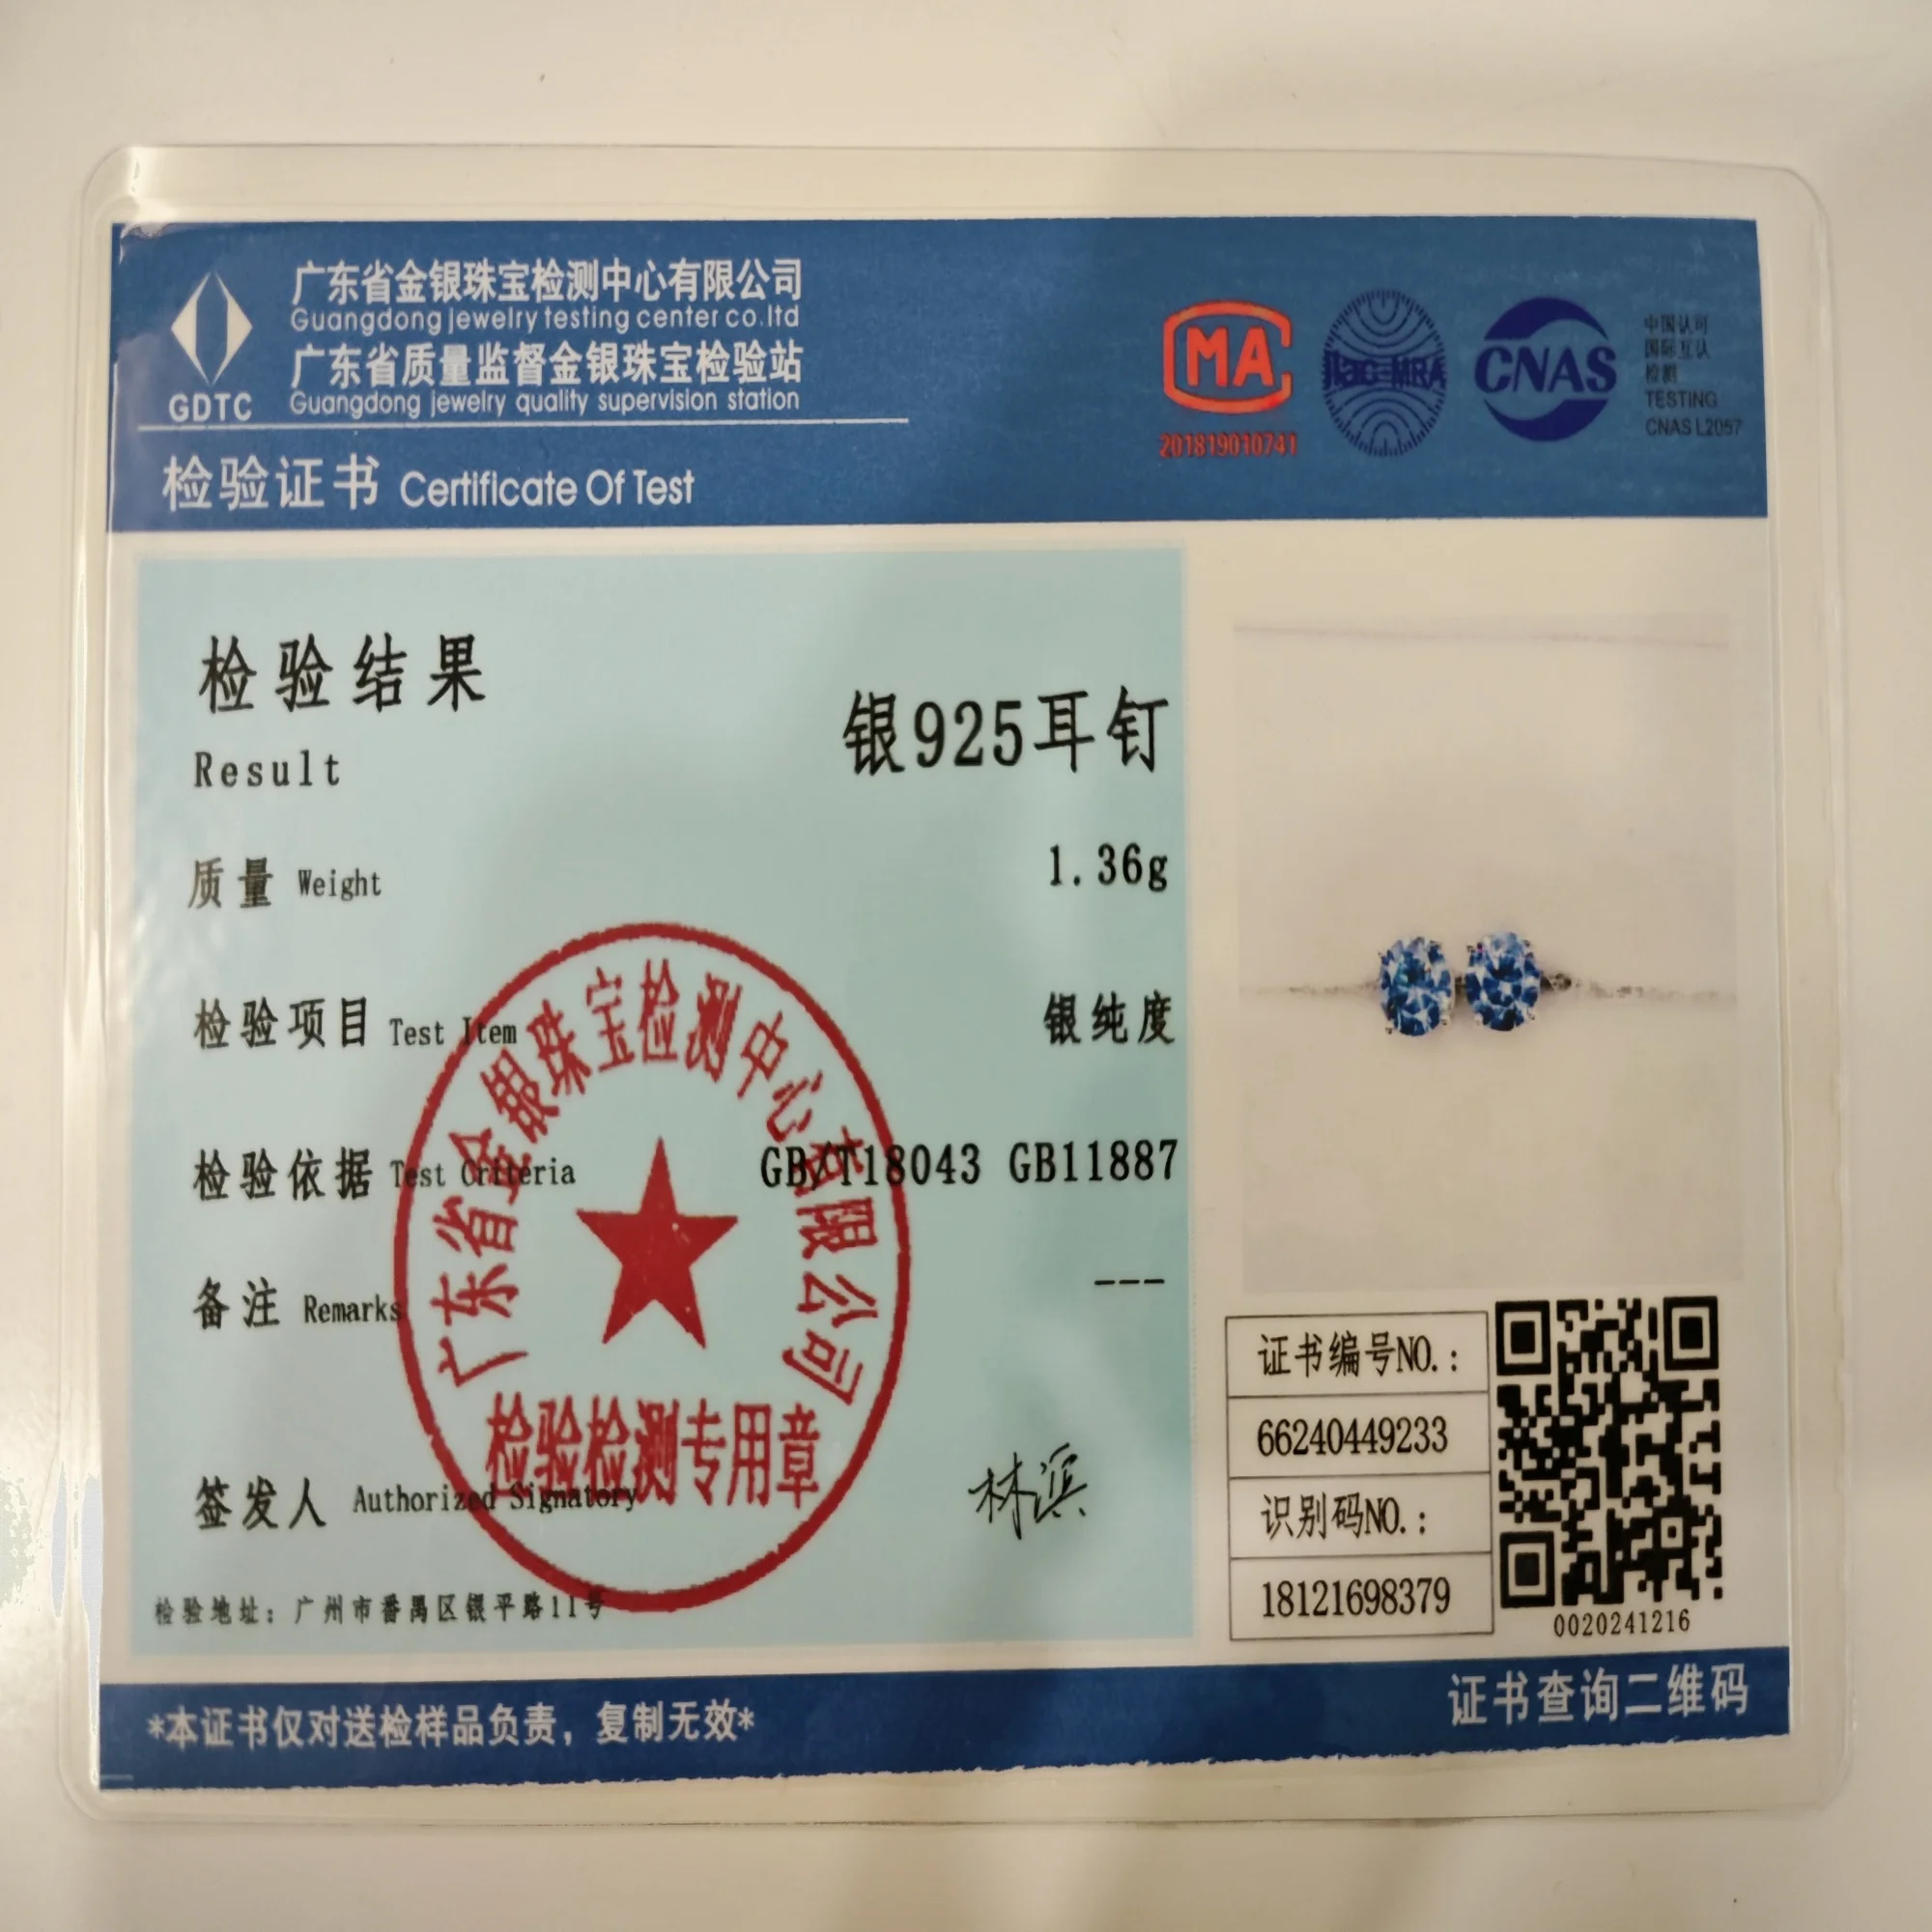 广东省金银珠宝检测中心有限公司
Guangdong jewelry testing center co.ltd
广东省质量监督金银珠宝检验站
Guangdong jewelry quality supervision station
GDTC
检验证书 Certificate Of Test
MA
201819010741
ilac-MRA
CNAS
中国认可
国际互认
检测
TESTING
CNAS L2057
检验结果
Result
银925耳钉
质量 Weight
1.36g
检验项目 Test Item
银纯度
检验依据 Test Criteria
GB/T18043 GB11887
备注 Remarks
---
签发人 Authorized Signatory
林滨
广东省金银珠宝检测中心有限公司
检验检测专用章
检验地址：广州市番禺区银平路11号
证书编号NO.:
66240449233
识别码NO.:
18121698379
0020241216
*本证书仅对送检样品负责，复制无效*
证书查询二维码